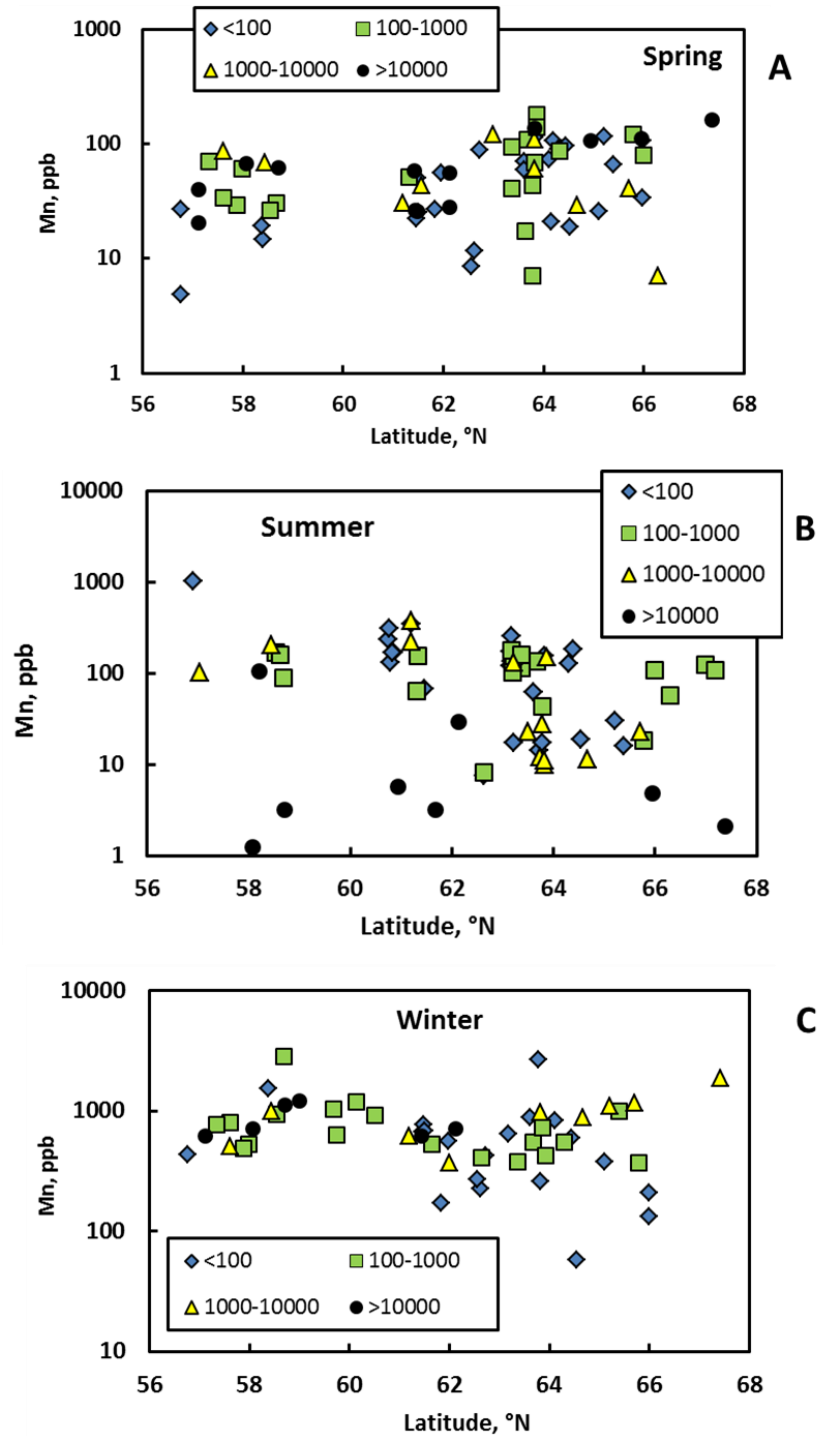 <100 100-1000
1000-10000 >10000
Spring
A
1000
100
10
1
Mn, ppb
56 58 60 62 64 66 68
Latitude, °N
<100
100-1000
1000-10000
>10000
Summer
B
10000
1000
100
10
1
Mn, ppb
56 58 60 62 64 66 68
Latitude, °N
Winter
C
10000
1000
100
10
Mn, ppb
<100 100-1000
1000-10000 >10000
56 58 60 62 64 66 68
Latitude, °N